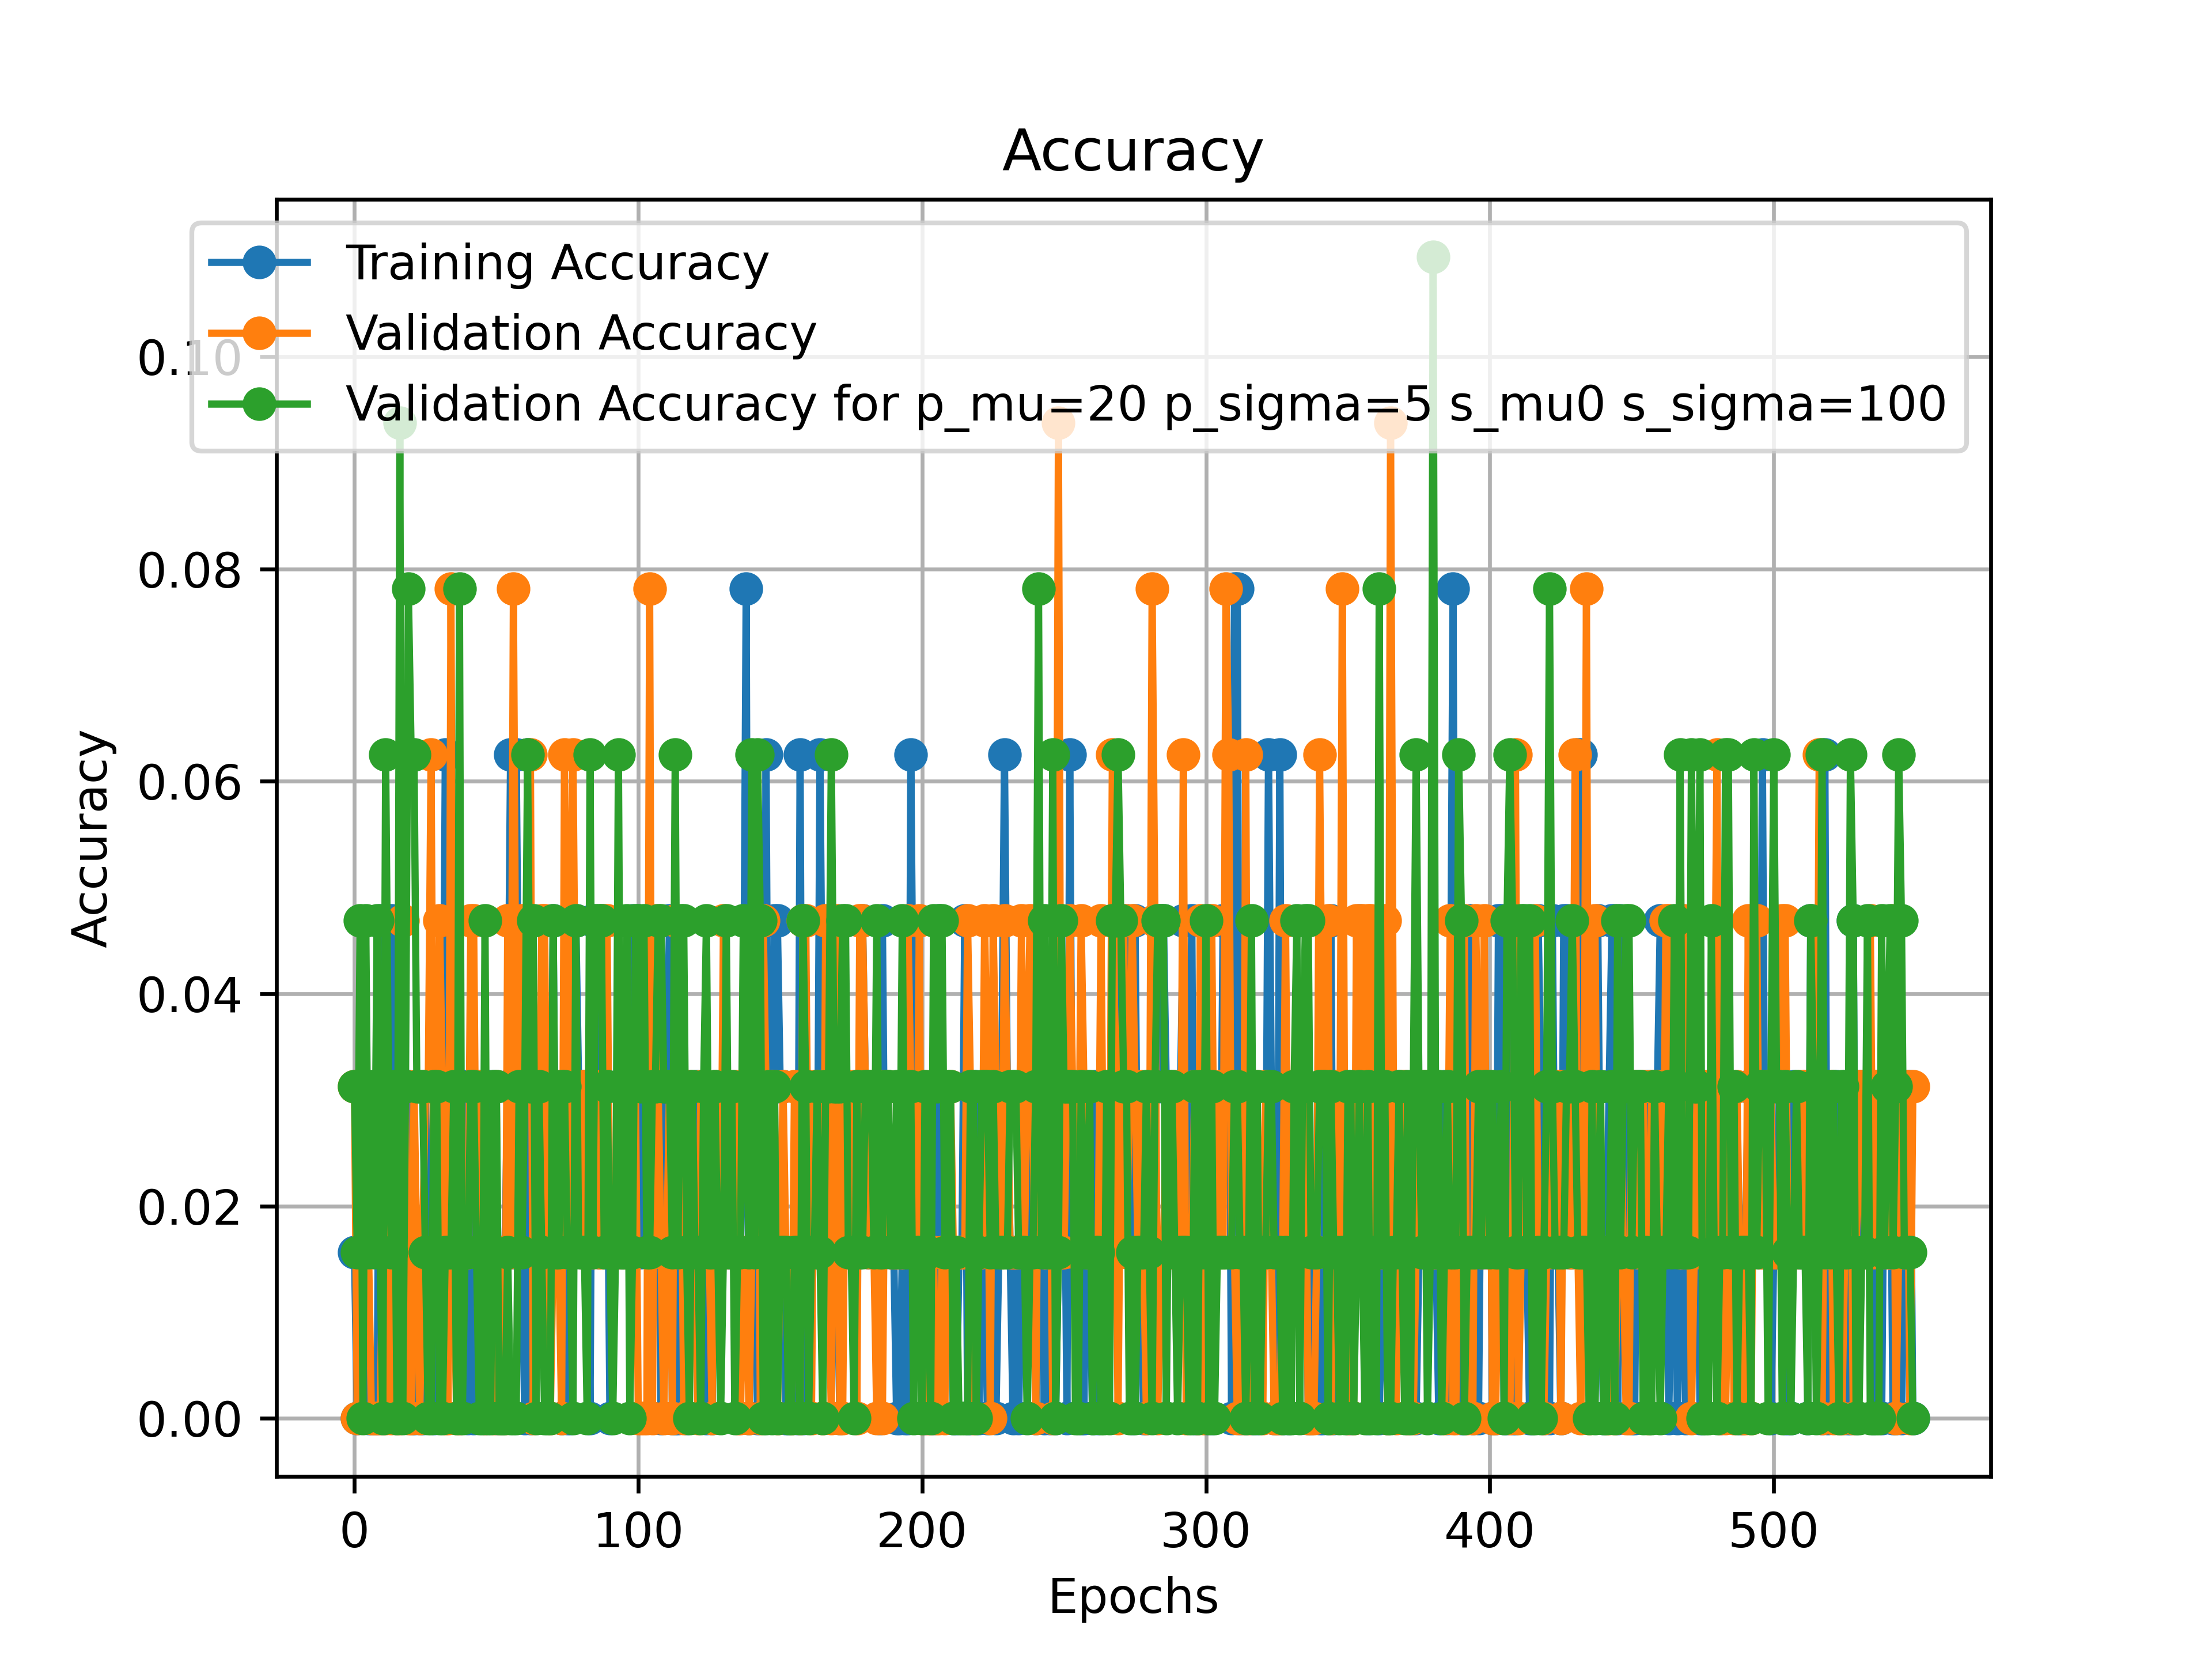 Accuracy
Training Accuracy
Validation Accuracy
Validation Accuracy for p_mu=20 p_sigma=5 s_mu0 s_sigma=100
0.10
0.08
0.06
0.04
0.02
0.00
Accuracy
0 100 200 300 400 500
Epochs